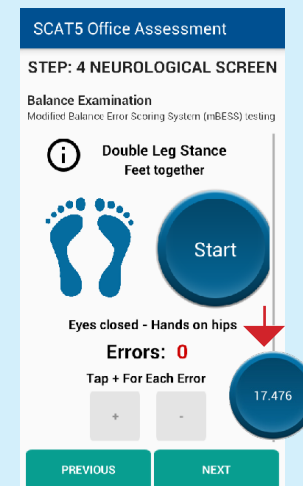 SCAT5 Office Assessment
STEP: 4 NEUROLOGICAL SCREEN
Balance Examination
Modified Balance Error Scoring System (mBESS) testing
i
Double Leg Stance
Feet together
Start
Eyes closed - Hands on hips
Errors: 0
Tap + For Each Error
17.476
+ -
PREVIOUS NEXT